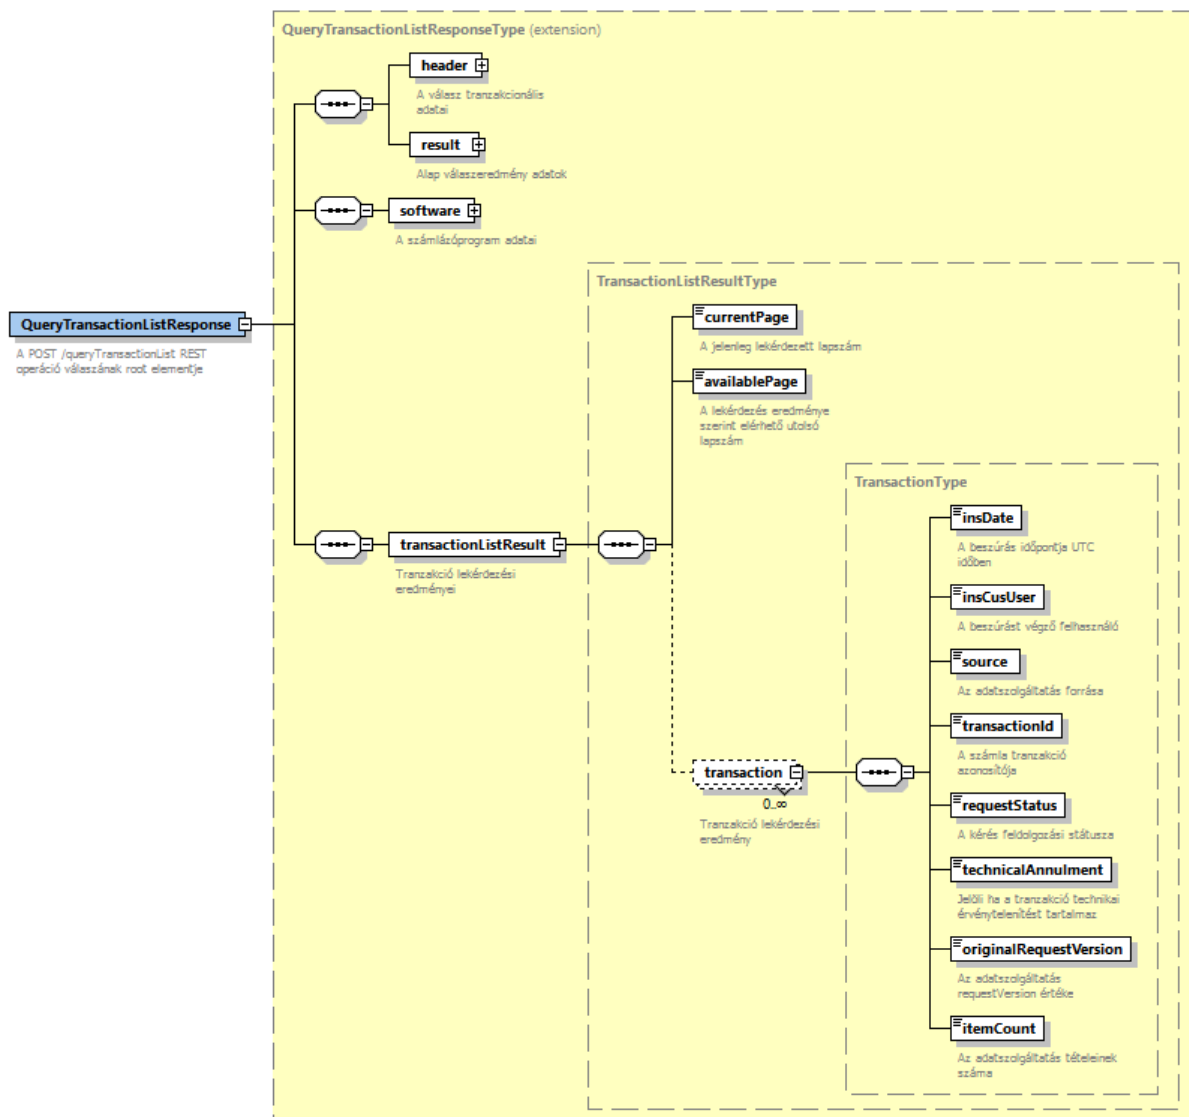 QueryTransactionListResponseType (extension)
header
A válasz tranzakcionális
adatai
result
Alap válaszeredmény adatok
software
A számlázóprogram adatai
QueryTransactionListResponse
A POST /queryTransactionList REST
operáció válaszának root elementje
TransactionListResultType
currentPage
A jelenleg lekérdezett lapszám
availablePage
A lekérdezés eredménye
szerint elérhető utolsó
lapszám
transactionListResult
Tranzakció lekérdezési
eredményei
transaction
0..∞
Tranzakció lekérdezési
eredmény
TransactionType
insDate
A beszúrás időpontja UTC
időben
insCusUser
A beszúrást végző felhasználó
source
Az adatszolgáltatás forrása
transactionId
A számla tranzakció
azonosítója
requestStatus
A kérés feldolgozási státusza
technicalAnnulment
Jelöli ha a tranzakció technikai
érvénytelenítést tartalmaz
originalRequestVersion
Az adatszolgáltatás
requestVersion értéke
itemCount
Az adatszolgáltatás tételeinek
száma